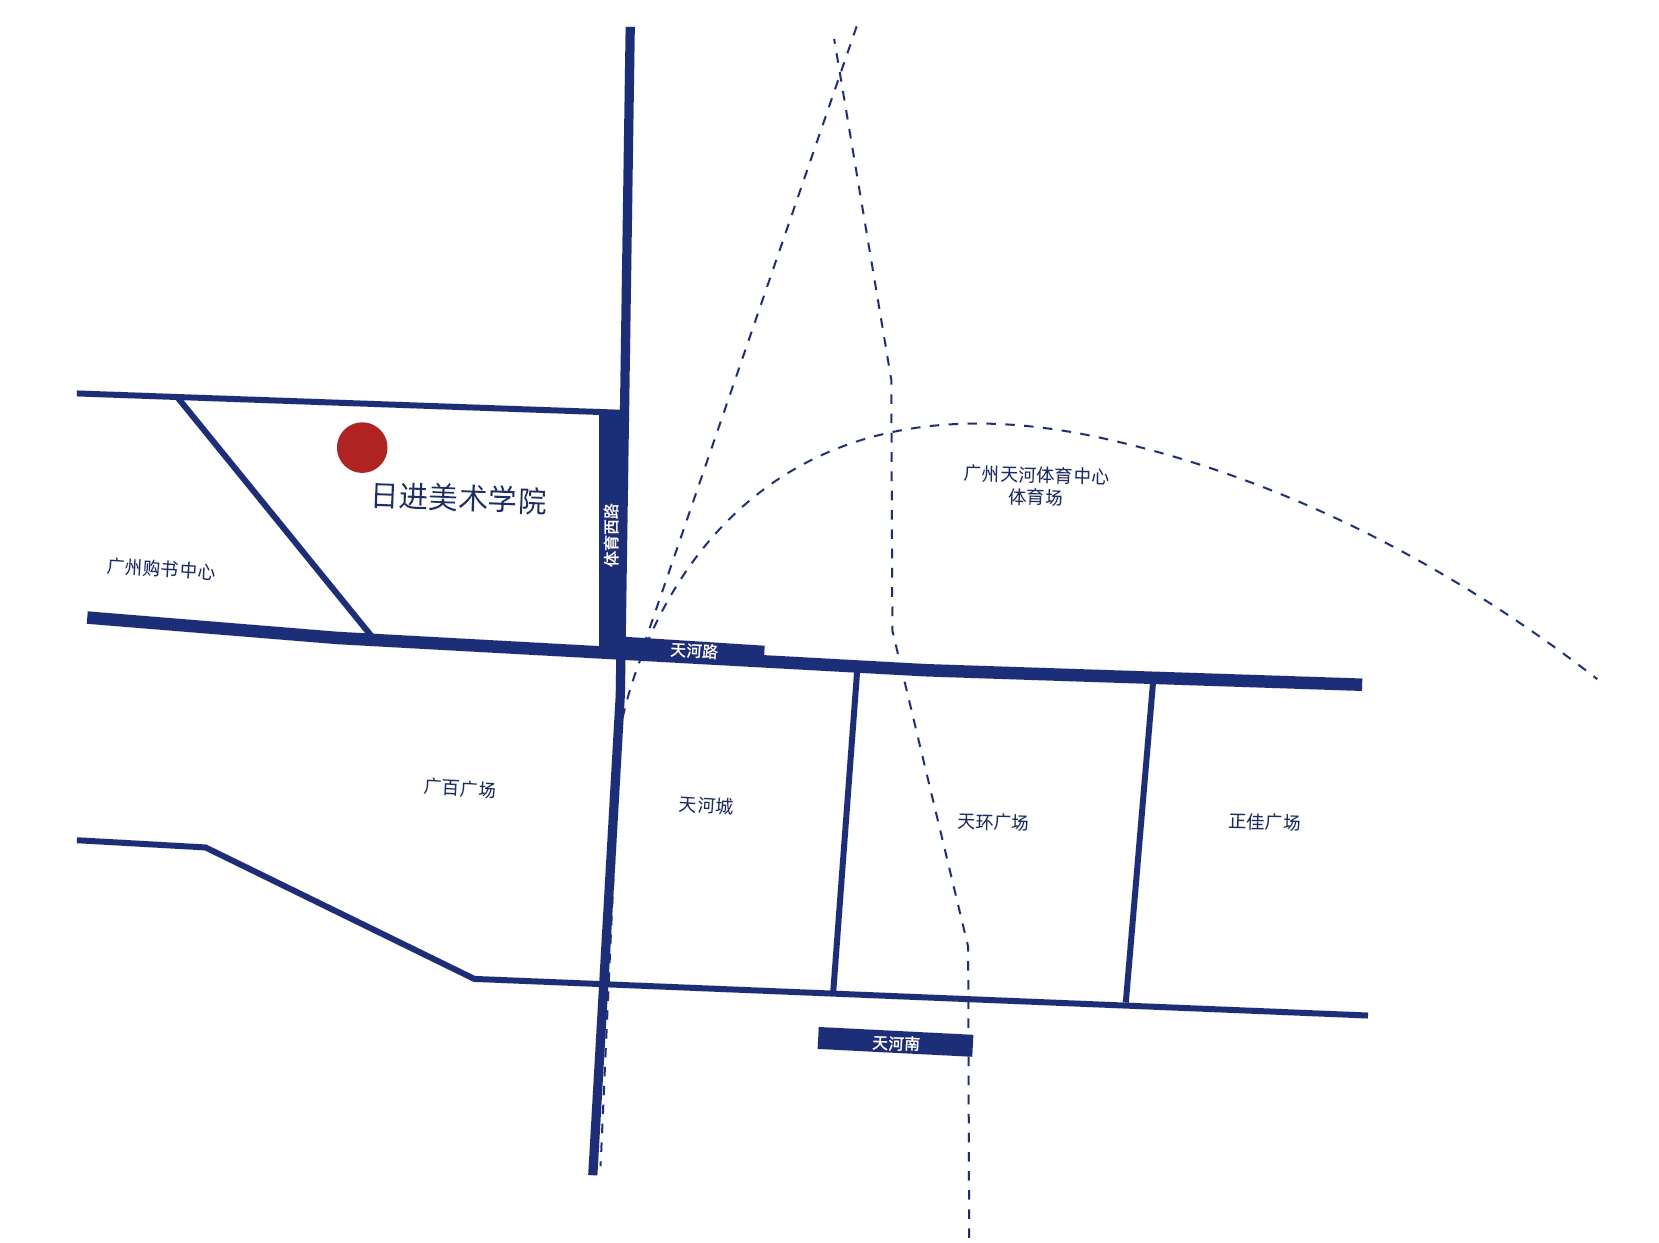 广州天河体育中心
体育场
日进美术学院
体育西路
广州购书中心
天河路
广百广场
天河城
天环广场
正佳广场
天河南